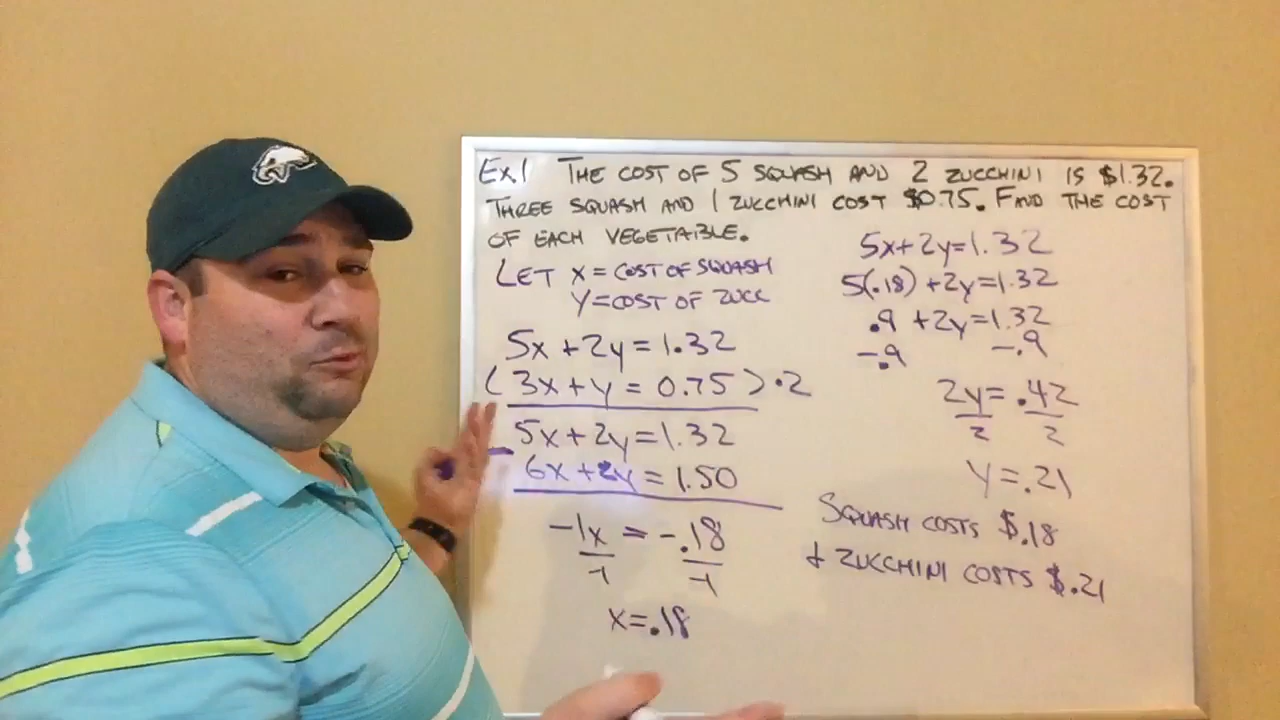 Ex.1 THE COST OF 5 SQUASH AND 2 ZUCCHINI IS $1.32.
THREE SQUASH AND 1 ZUCCHINI COST $0.75. FIND THE COST
OF EACH VEGETABLE.
LET X = COST OF SQUASH
Y = COST OF ZUCC
5x + 2y = 1.32
(3x + y = 0.75) · 2
5x + 2y = 1.32
- 6x + 2y = 1.50
-1x = -.18
-1 -1
x = .18
5x + 2y = 1.32
5(.18) + 2y = 1.32
.9 + 2y = 1.32
-.9 -.9
2y = .42
2 2
y = .21
SQUASH COSTS $.18
+ ZUCCHINI COSTS $.21